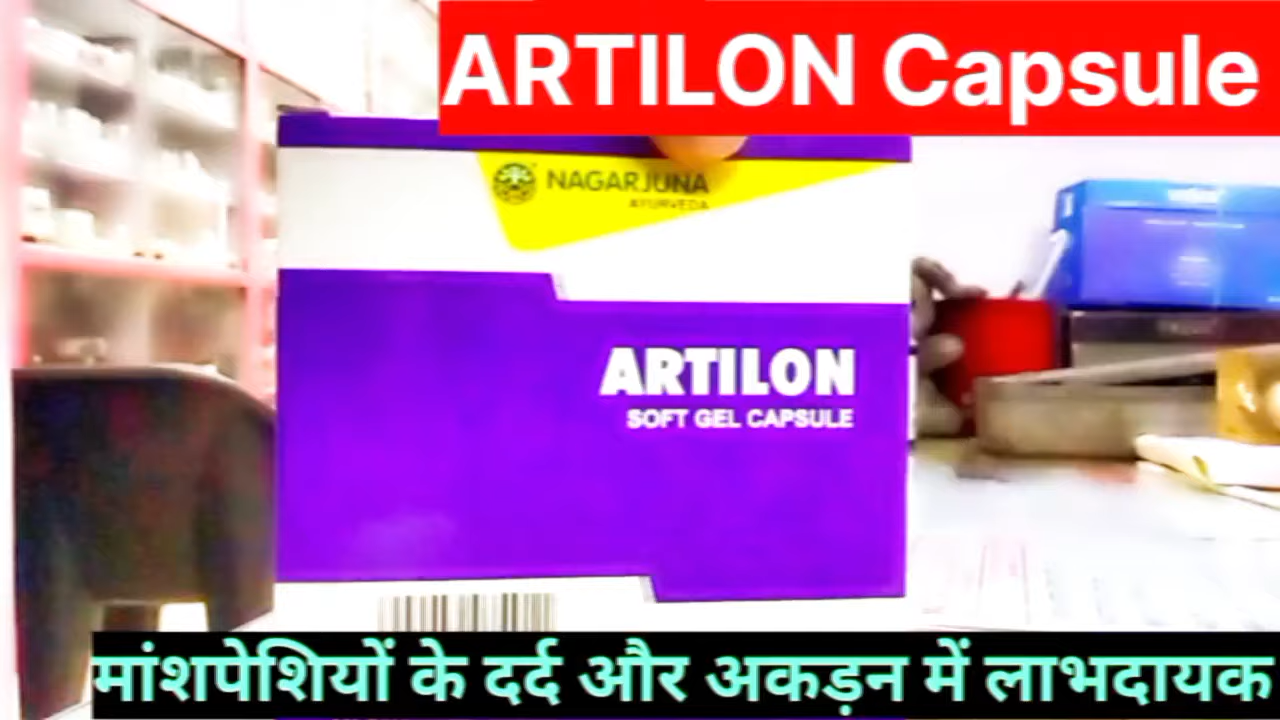 ARTILON Capsule
NAGARJUNA
AYURVEDA
ARTILON
SOFT GEL CAPSULE
मांशपेशियों के दर्द और अकड़न में लाभदायक